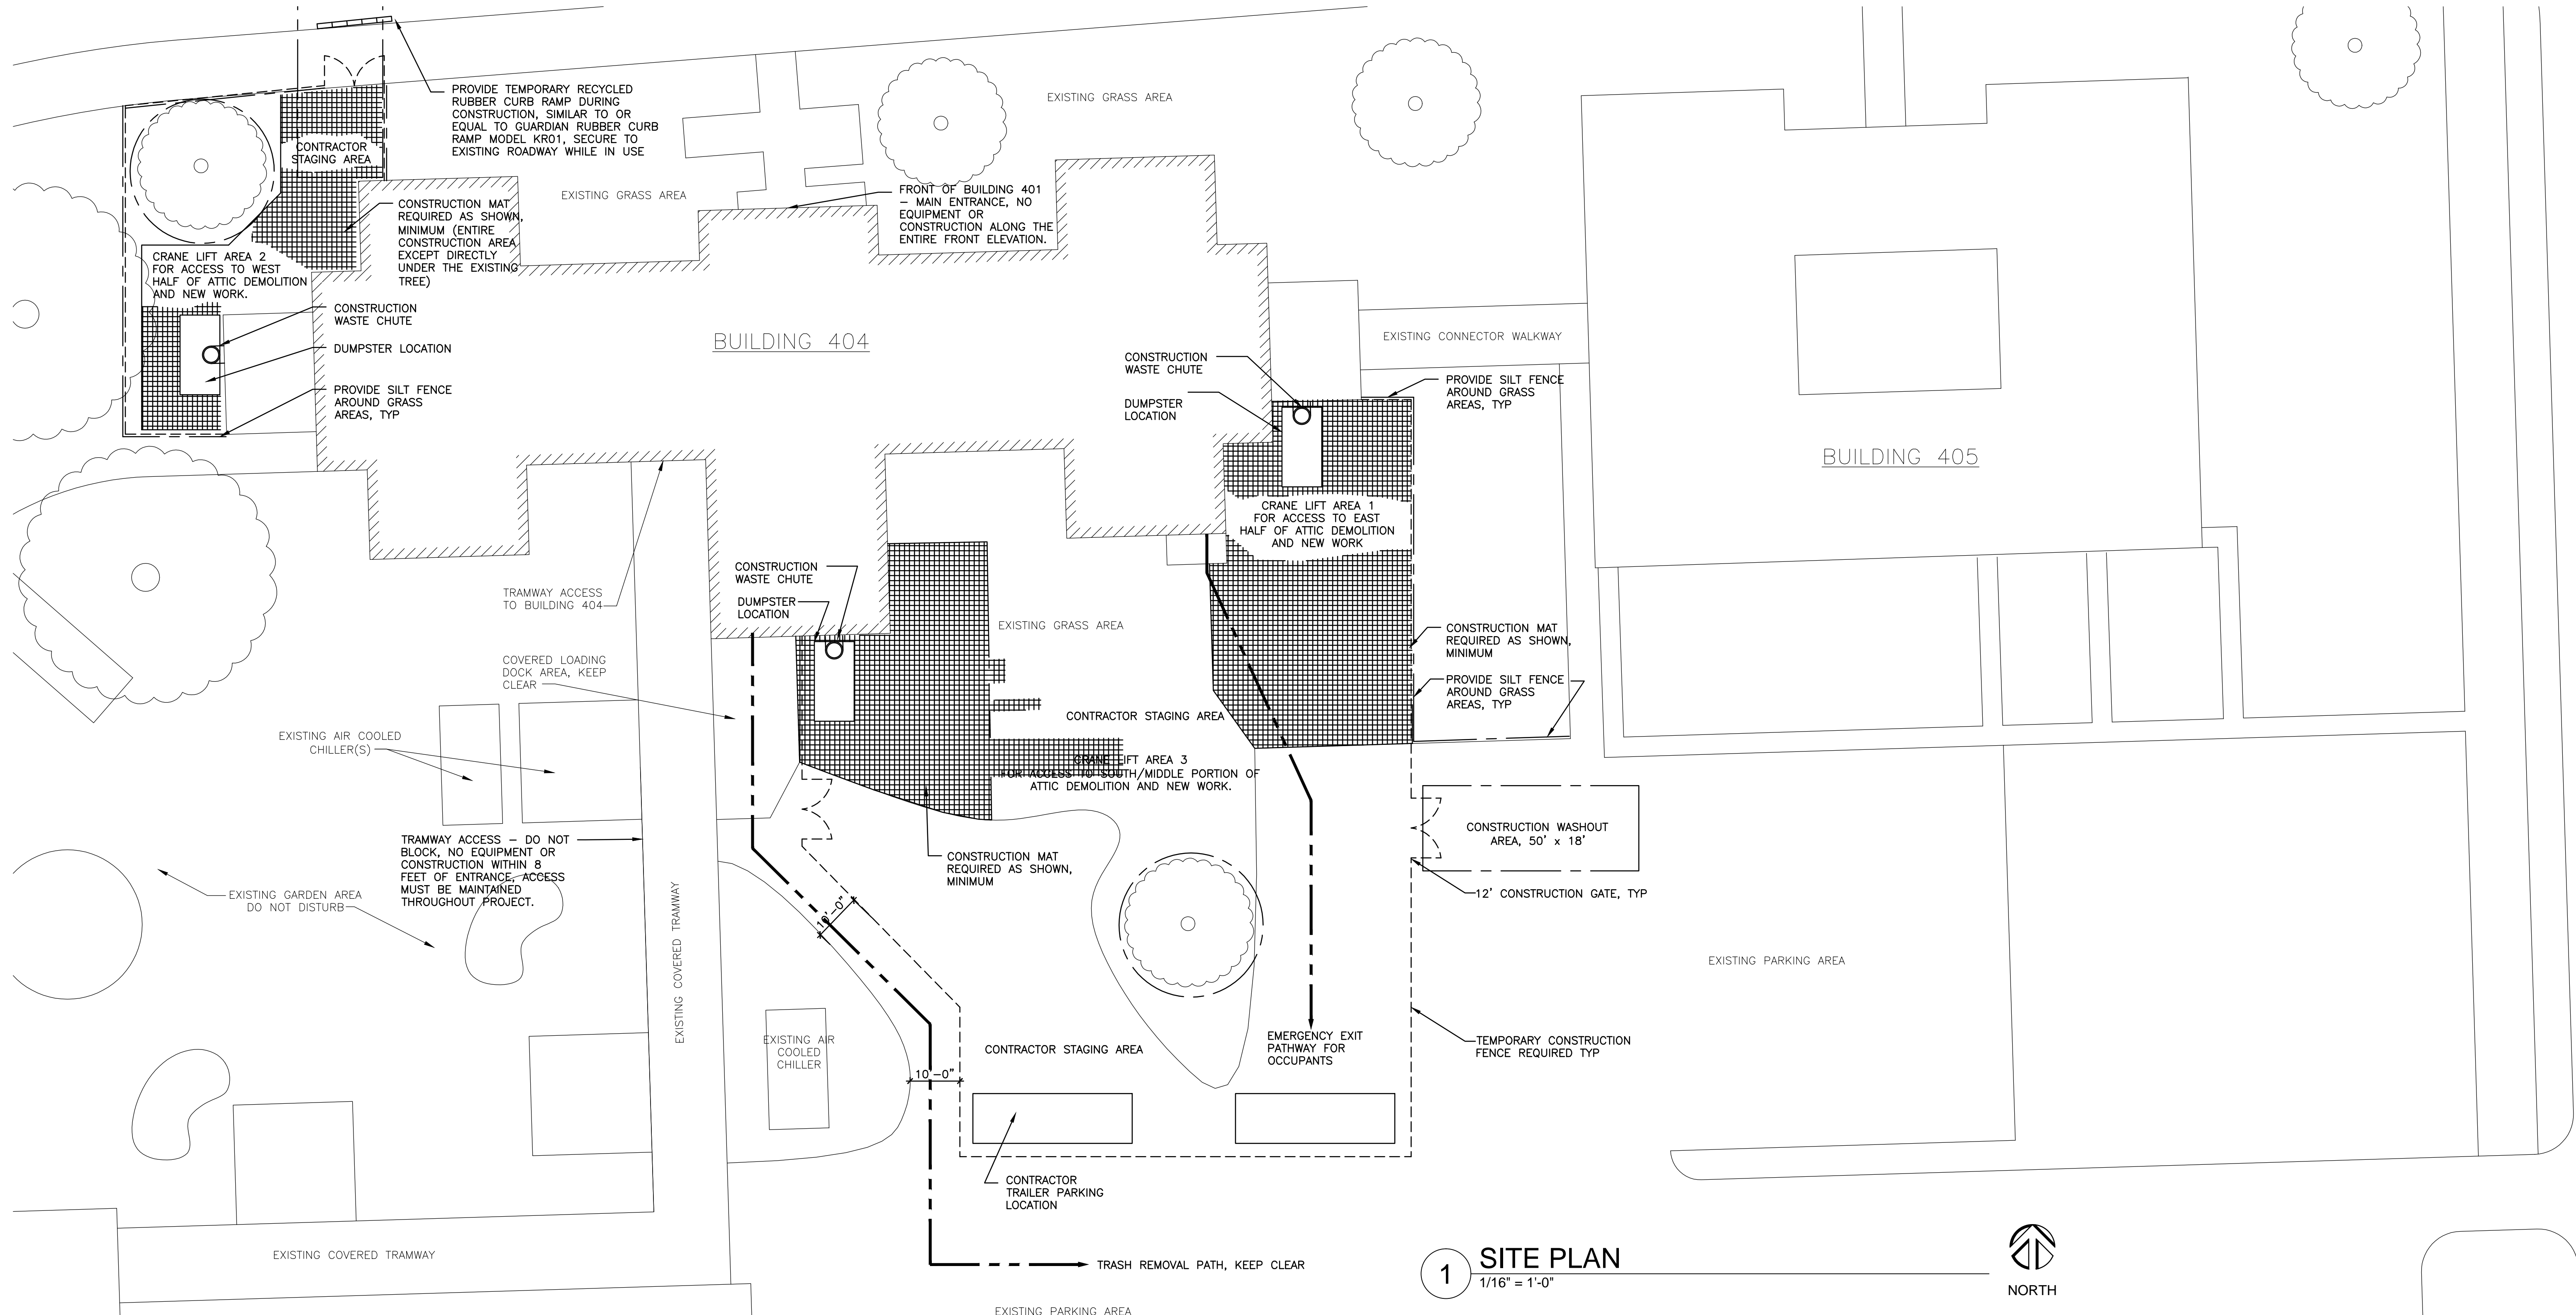 PROVIDE TEMPORARY RECYCLED
RUBBER CURB RAMP DURING
CONSTRUCTION, SIMILAR TO OR
EQUAL TO GUARDIAN RUBBER CURB
RAMP MODEL KR01, SECURE TO
EXISTING ROADWAY WHILE IN USE
EXISTING GRASS AREA
CONTRACTOR
STAGING AREA
EXISTING GRASS AREA
FRONT OF BUILDING 401
– MAIN ENTRANCE, NO
EQUIPMENT OR
CONSTRUCTION ALONG THE
ENTIRE FRONT ELEVATION.
CONSTRUCTION MAT
REQUIRED AS SHOWN,
MINIMUM (ENTIRE
CONSTRUCTION AREA
EXCEPT DIRECTLY
UNDER THE EXISTING
TREE)
CRANE LIFT AREA 2
FOR ACCESS TO WEST
HALF OF ATTIC DEMOLITION
AND NEW WORK.
CONSTRUCTION
WASTE CHUTE
DUMPSTER LOCATION
PROVIDE SILT FENCE
AROUND GRASS
AREAS, TYP
BUILDING 404
EXISTING CONNECTOR WALKWAY
CONSTRUCTION
WASTE CHUTE
DUMPSTER
LOCATION
PROVIDE SILT FENCE
AROUND GRASS
AREAS, TYP
BUILDING 405
CRANE LIFT AREA 1
FOR ACCESS TO EAST
HALF OF ATTIC DEMOLITION
AND NEW WORK
CONSTRUCTION
WASTE CHUTE
DUMPSTER
LOCATION
TRAMWAY ACCESS
TO BUILDING 404
EXISTING GRASS AREA
CONSTRUCTION MAT
REQUIRED AS SHOWN,
MINIMUM
COVERED LOADING
DOCK AREA, KEEP
CLEAR
PROVIDE SILT FENCE
AROUND GRASS
AREAS, TYP
CONTRACTOR STAGING AREA
EXISTING AIR COOLED
CHILLER(S)
CRANE LIFT AREA 3
FOR ACCESS TO SOUTH/MIDDLE PORTION OF
ATTIC DEMOLITION AND NEW WORK.
CONSTRUCTION WASHOUT
AREA, 50' x 18'
TRAMWAY ACCESS – DO NOT
BLOCK, NO EQUIPMENT OR
CONSTRUCTION WITHIN 8
FEET OF ENTRANCE, ACCESS
MUST BE MAINTAINED
THROUGHOUT PROJECT.
CONSTRUCTION MAT
REQUIRED AS SHOWN,
MINIMUM
EXISTING GARDEN AREA
DO NOT DISTURB
12' CONSTRUCTION GATE, TYP
10'-0"
EXISTING COVERED TRAMWAY
EXISTING PARKING AREA
EXISTING AIR
COOLED
CHILLER
CONTRACTOR STAGING AREA
EMERGENCY EXIT
PATHWAY FOR
OCCUPANTS
TEMPORARY CONSTRUCTION
FENCE REQUIRED TYP
10'-0"
CONTRACTOR
TRAILER PARKING
LOCATION
EXISTING COVERED TRAMWAY
TRASH REMOVAL PATH, KEEP CLEAR
1
SITE PLAN
1/16" = 1'-0"
NORTH
EXISTING PARKING AREA